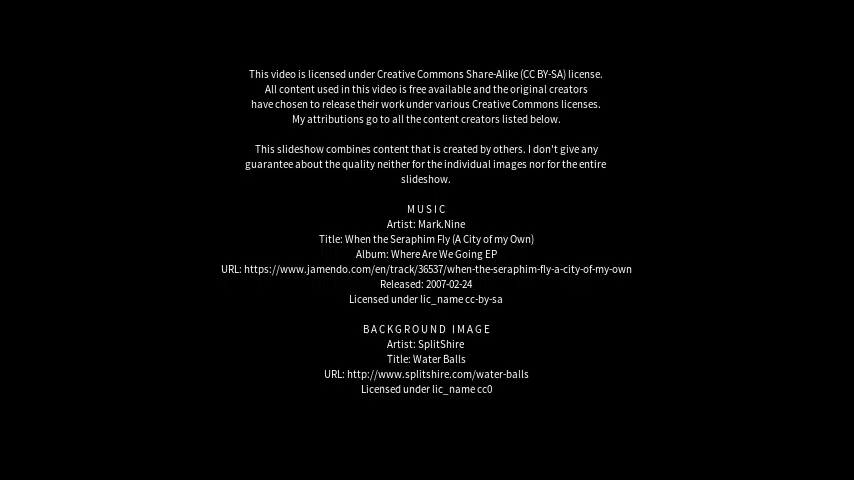 This video is licensed under Creative Commons Share-Alike (CC BY-SA) license.
All content used in this video is free available and the original creators
have chosen to release their work under various Creative Commons licenses.
My attributions go to all the content creators listed below.
This slideshow combines content that is created by others. I don't give any
guarantee about the quality neither for the individual images nor for the entire
slideshow.
MUSIC
Artist: Mark.Nine
Title: When the Seraphim Fly (A City of my Own)
Album: Where Are We Going EP
URL: https://www.jamendo.com/en/track/36537/when-the-seraphim-fly-a-city-of-my-own
Released: 2007-02-24
Licensed under lic_name cc-by-sa
BACKGROUND IMAGE
Artist: SplitShire
Title: Water Balls
URL: http://www.splitshire.com/water-balls
Licensed under lic_name cc0